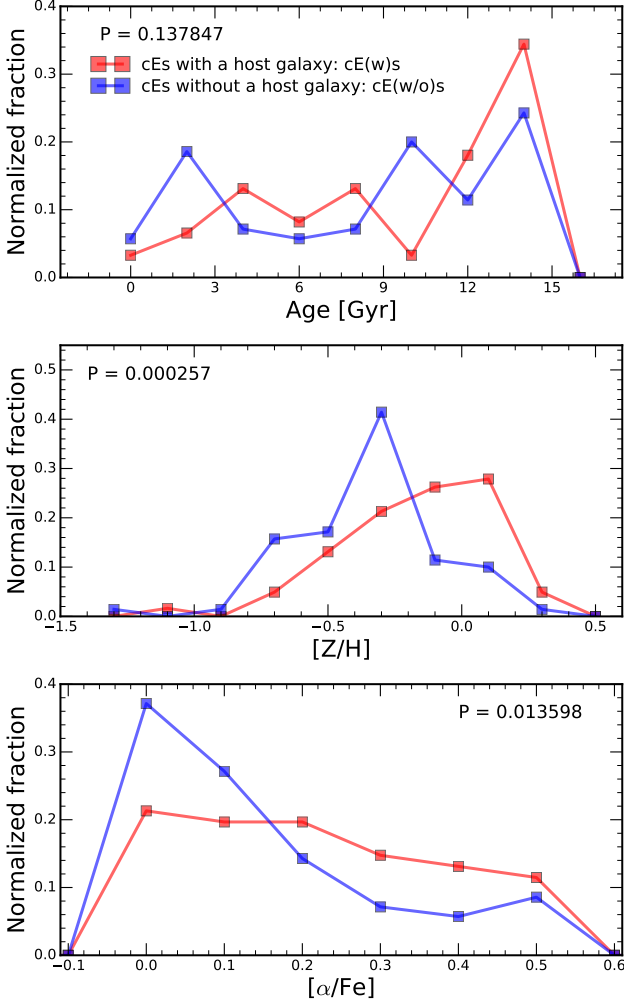 0.4
P = 0.137847
cEs with a host galaxy: cE(w)s
cEs without a host galaxy: cE(w/o)s
0.3
0.2
0.1
0.0
Normalized fraction
0 3 6 9 12 15
Age [Gyr]
P = 0.000257
0.5
0.4
0.3
0.2
0.1
0.0
Normalized fraction
−1.5 −1.0 −0.5 0.0 0.5
[Z/H]
0.4
P = 0.013598
0.3
0.2
0.1
0.0
Normalized fraction
−0.1 0.0 0.1 0.2 0.3 0.4 0.5 0.6
[α/Fe]